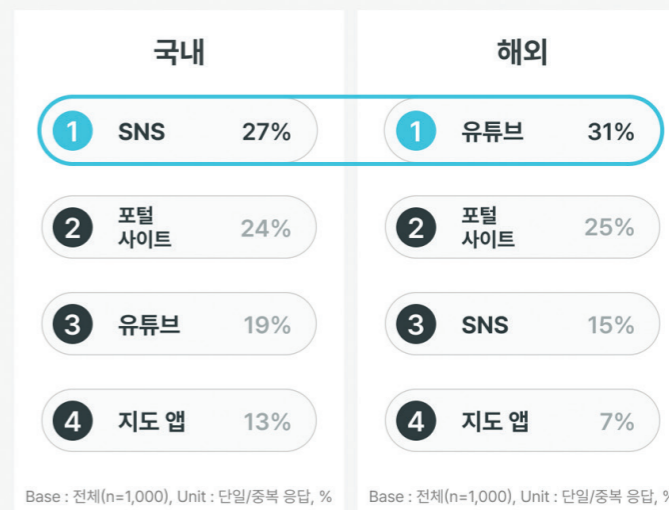 국내
1 SNS 27%
2 포털
사이트 24%
3 유튜브 19%
4 지도 앱 13%
Base : 전체(n=1,000), Unit : 단일/중복 응답, %
해외
1 유튜브 31%
2 포털
사이트 25%
3 SNS 15%
4 지도 앱 7%
Base : 전체(n=1,000), Unit : 단일/중복 응답, %